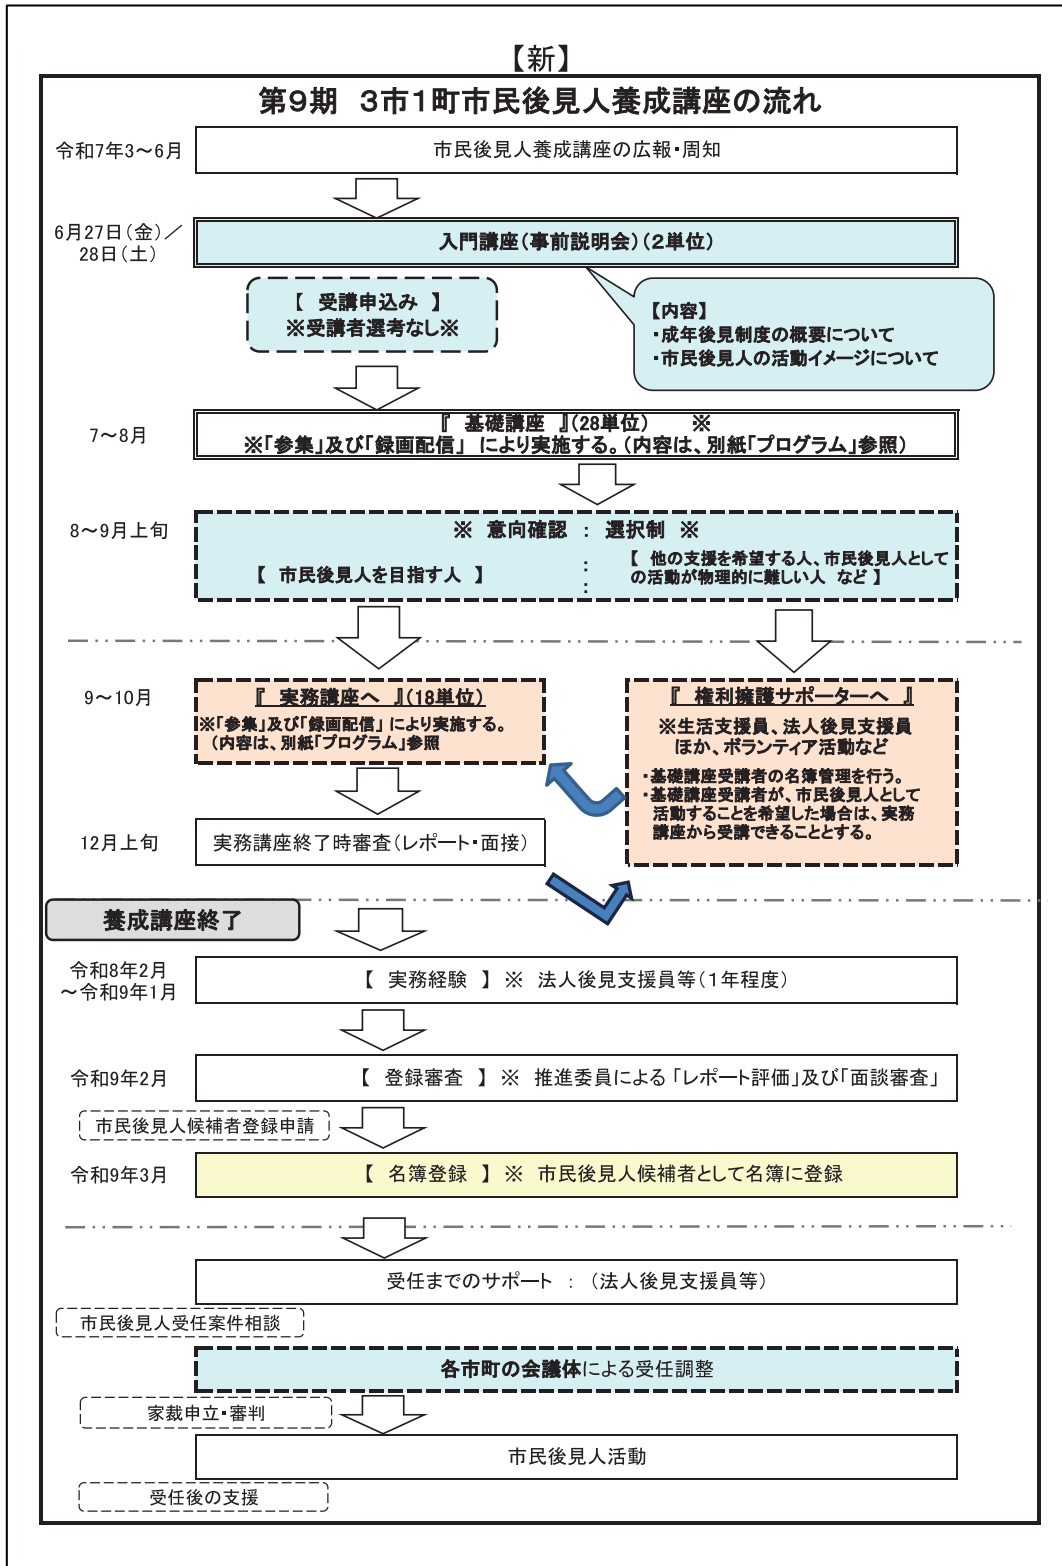 【新】
第9期 3市1町市民後見人養成講座の流れ
令和7年3~6月
市民後見人養成講座の広報・周知
6月27日(金)/
28日(土)
入門講座(事前説明会)(2単位)
【 受講申込み 】
※受講者選考なし※
【内容】
・成年後見制度の概要について
・市民後見人の活動イメージについて
7~8月
『 基礎講座 』(28単位) ※
※「参集」及び「録画配信」 により実施する。(内容は、別紙「プログラム」参照)
8~9月上旬
※ 意向確認 : 選択制 ※
【 市民後見人を目指す人 】
:
:
【 他の支援を希望する人、市民後見人として
の活動が物理的に難しい人 など 】
9~10月
『 実務講座へ 』(18単位)
※「参集」及び「録画配信」 により実施する。
(内容は、別紙「プログラム」参照
『 権利擁護サポーターへ 』
※生活支援員、法人後見支援員
ほか、ボランティア活動など
・基礎講座受講者の名簿管理を行う。
・基礎講座受講者が、市民後見人として
活動することを希望した場合は、実務
講座から受講できることとする。
12月上旬
実務講座終了時審査(レポート・面接)
養成講座終了
令和8年2月
~令和9年1月
【 実務経験 】 ※ 法人後見支援員等(1年程度)
令和9年2月
【 登録審査 】 ※ 推進委員による 「レポート評価」及び「面談審査」
市民後見人候補者登録申請
令和9年3月
【 名簿登録 】 ※ 市民後見人候補者として名簿に登録
受任までのサポート : (法人後見支援員等)
市民後見人受任案件相談
各市町の会議体による受任調整
家裁申立・審判
市民後見人活動
受任後の支援